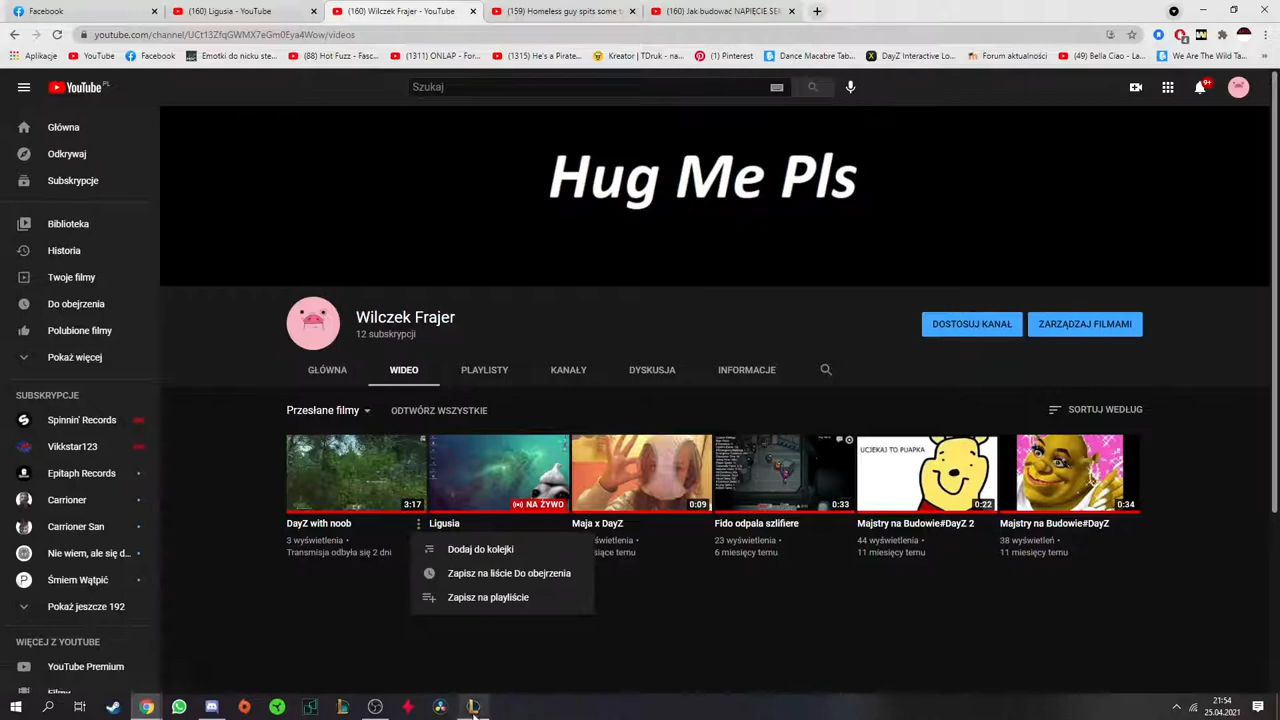 Facebook
(160) Ligusia - YouTube
(160) Wilczek Frajer - YouTube
(159) Homeless guy spits some t
(160) Jak budować NAPIĘCIE SEK
youtube.com/channel/UCt13ZfqGWMX7eGm0Eya4Wow/videos
Aplikacje
YouTube
Facebook
Emotki do nicku ste...
(88) Hot Fuzz - Fasc...
(1311) ONLAP - Fo...
(11) He's a Pirate...
Kreator | TDruk - na...
(1) Pinterest
Dance Macabre Tab...
DayZ Interactive Lo...
Forum aktualności
(49) Bella Ciao - La...
We Are The Wild Ta...
YouTube PL
Szukaj
9+
Główna
Odkrywaj
Subskrypcje
Biblioteka
Historia
Twoje filmy
Do obejrzenia
Polubione filmy
Pokaż więcej
SUBSKRYPCJE
Spinnin' Records
Vikkstar123
Epitaph Records
Carrioner
Carrioner San
Nie wiem, ale się d...
Śmiem Wątpić
Pokaż jeszcze 192
WIĘCEJ Z YOUTUBE
YouTube Premium
Filmy
Hug Me Pls
Wilczek Frajer
12 subskrypcji
DOSTOSUJ KANAŁ
ZARZĄDZAJ FILMAMI
GŁÓWNA
WIDEO
PLAYLISTY
KANAŁY
DYSKUSJA
INFORMACJE
Przesłane filmy
ODTWÓRZ WSZYSTKIE
SORTUJ WEDŁUG
3:17
NA ŻYWO
0:09
0:33
UCIEKAJ TO PUAPKA
0:22
1:34
DayZ with noob
3 wyświetlenia
Transmisja odbyła się 2 dni
Ligusia
Maja x DayZ
Fido odpala szlifiere
23 wyświetlenia
6 miesięcy temu
Majstry na Budowie#DayZ 2
44 wyświetlenia
11 miesięcy temu
Majstry na Budowie#DayZ
38 wyświetleń
11 miesięcy temu
Dodaj do kolejki
Zapisz na liście Do obejrzenia
Zapisz na playliście
21:54
25.04.2021